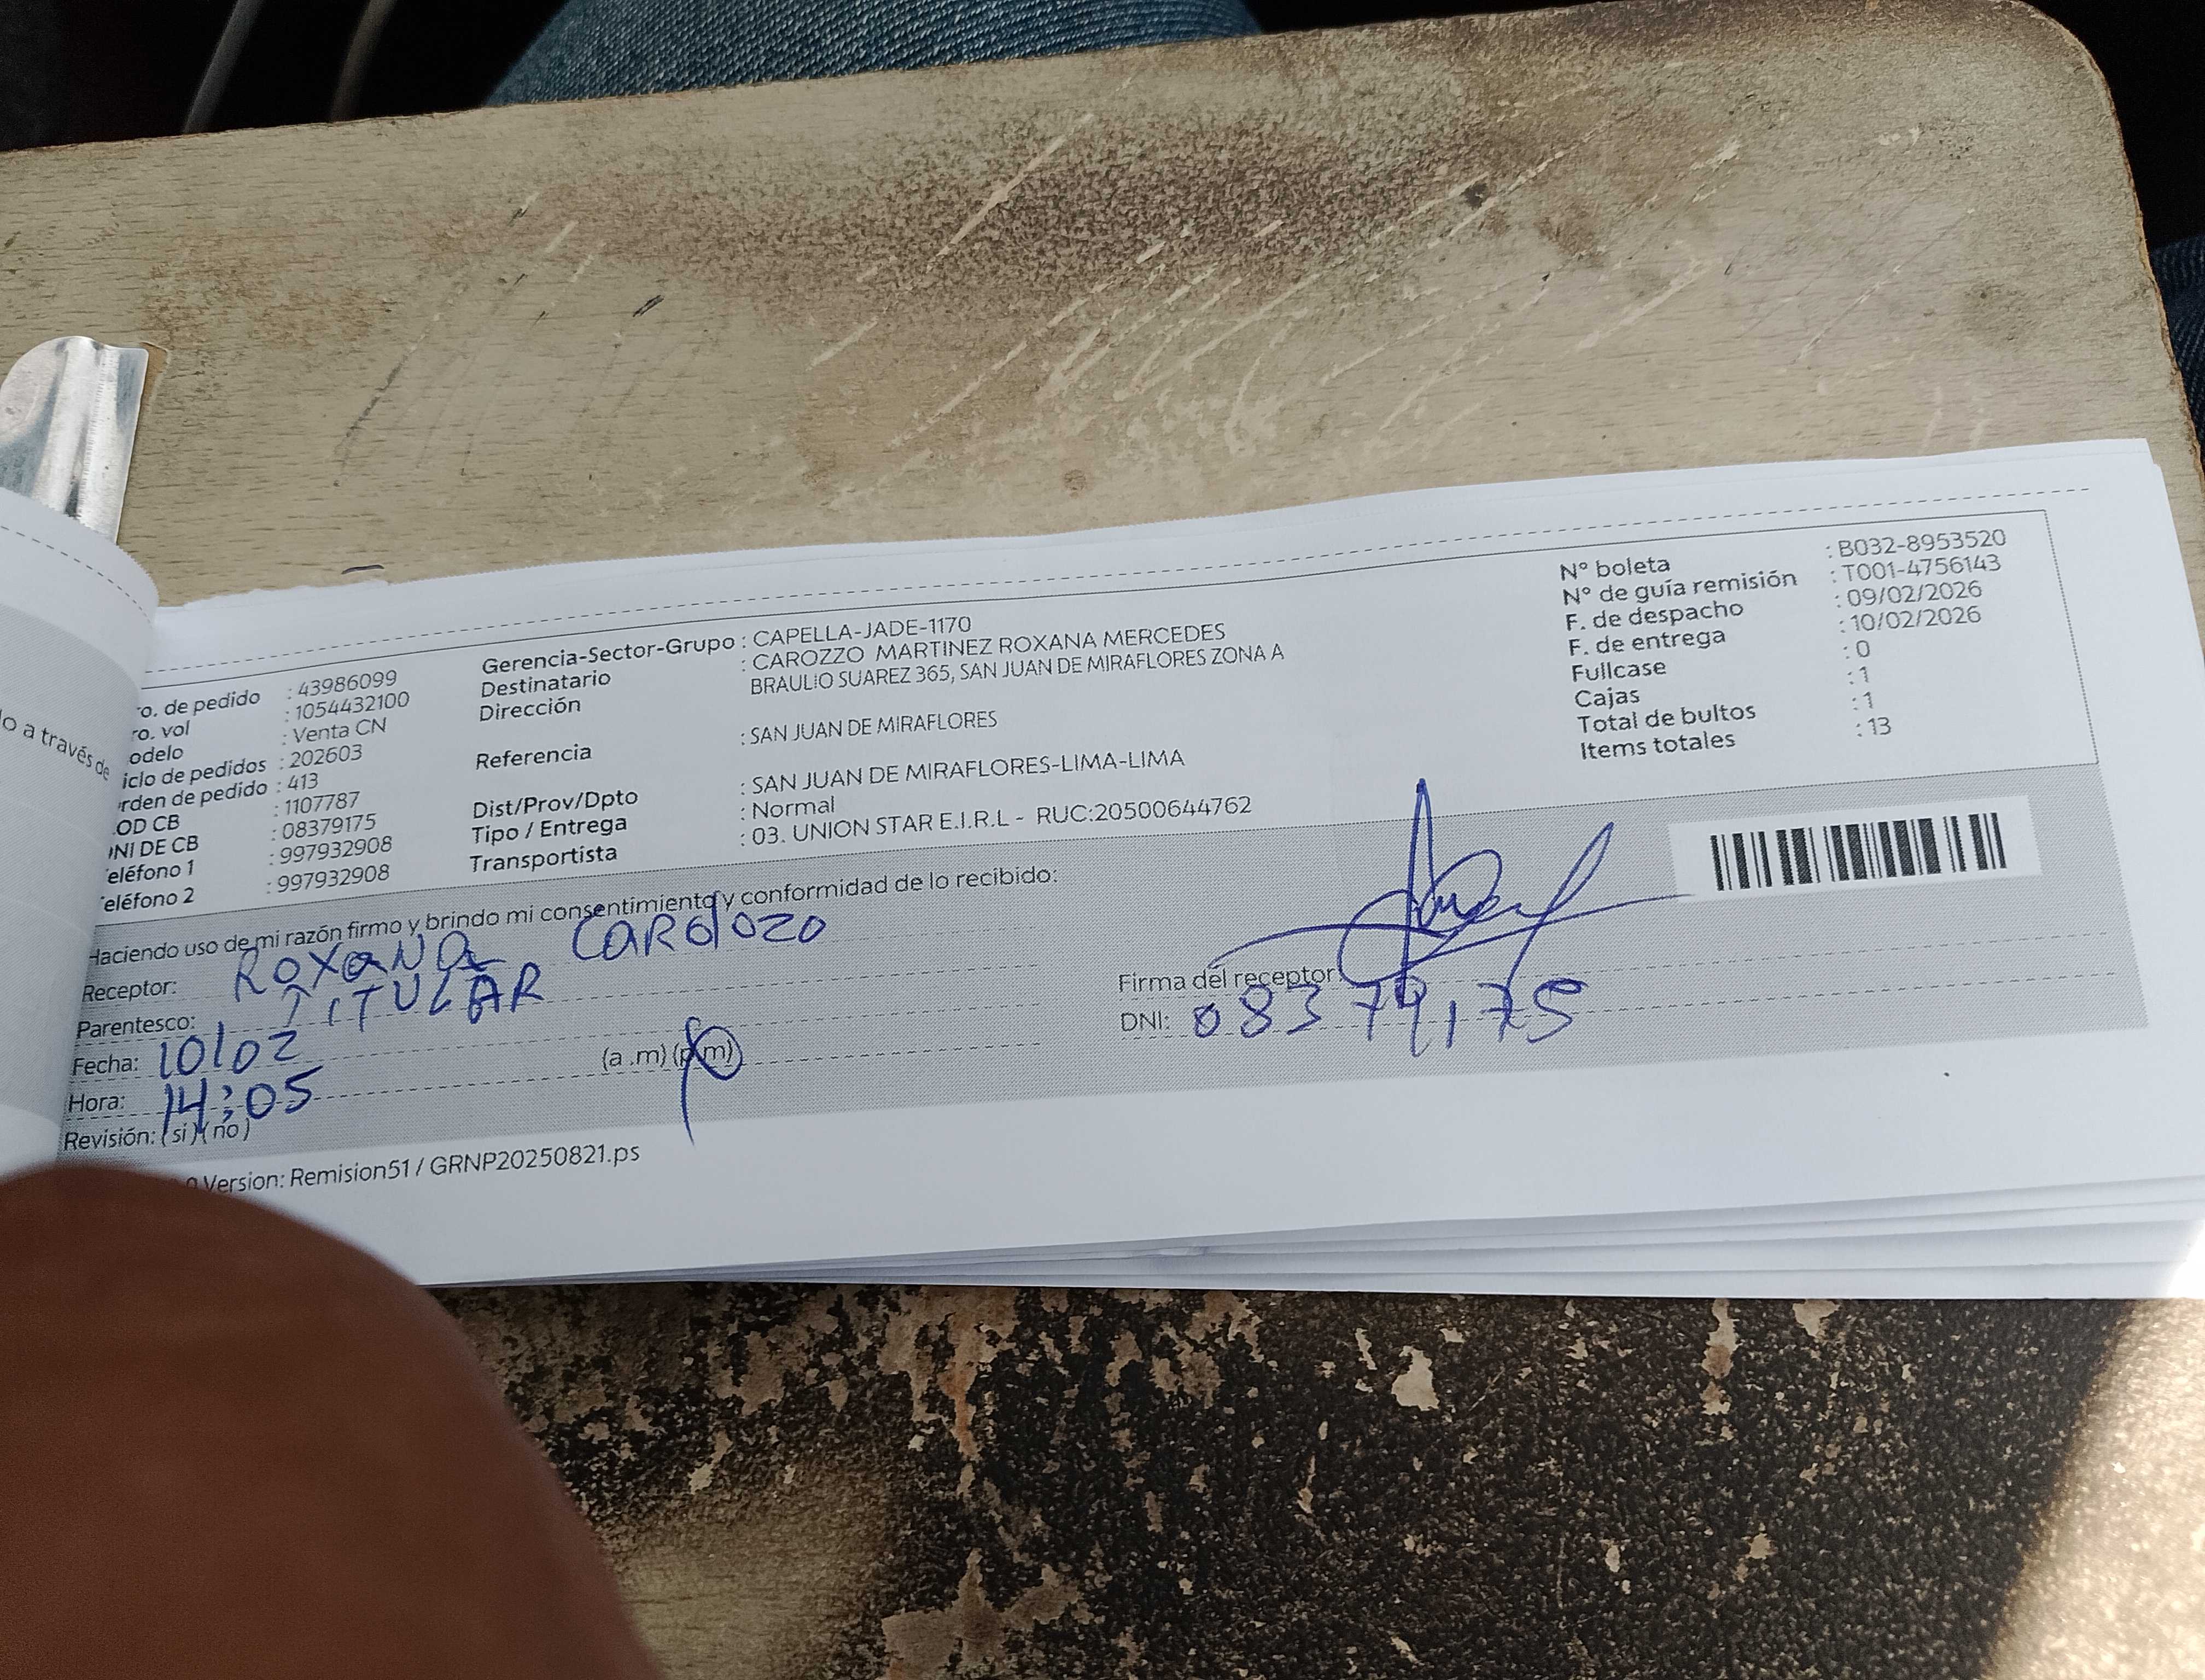 lo a través de
ro. de pedido : 43986099
ro. vol : 1054432100
odelo : Venta CN
iclo de pedidos : 202603
rden de pedido : 413
OD CB : 1107787
NI DE CB : 08379175
eléfono 1 : 997932908
eléfono 2 : 997932908
Gerencia-Sector-Grupo : CAPELLA-JADE-1170
Destinatario : CAROZZO MARTINEZ ROXANA MERCEDES
Dirección BRAULIO SUAREZ 365, SAN JUAN DE MIRAFLORES ZONA A
Referencia : SAN JUAN DE MIRAFLORES
Dist/Prov/Dpto : SAN JUAN DE MIRAFLORES-LIMA-LIMA
Tipo / Entrega : Normal
Transportista : 03. UNION STAR E.I.R.L - RUC:20500644762
N° boleta : B032-8953520
N° de guía remisión : T001-4756143
F. de despacho : 09/02/2026
F. de entrega : 10/02/2026
Fullcase : 0
Cajas : 1
Total de bultos : 1
Items totales : 13
Haciendo uso de mi razón firmo y brindo mi consentimiento y conformidad de lo recibido:
Receptor: ROXANA CAROlOZO
Parentesco: TITULAR
Fecha: 10/02
Hora: 14:05 (a .m) (p.m)
Revisión: (si) (no)
Firma del receptor
DNI: 08379175
Version: Remision51 / GRNP20250821.ps